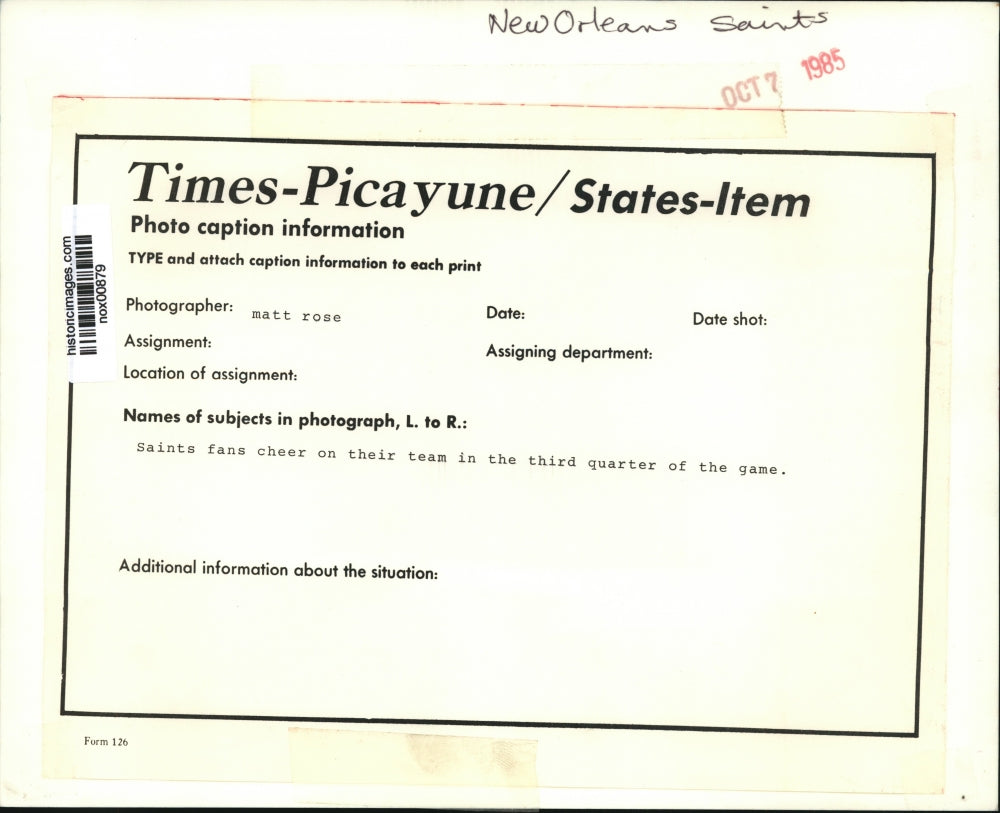 New Orleans Saints
OCT 7 1985
Times-Picayune/States-Item
Photo caption information
TYPE and attach caption information to each print
Photographer: matt rose
Date:
Date shot:
Assignment:
Assigning department:
Location of assignment:
Names of subjects in photograph, L. to R.:
Saints fans cheer on their team in the third quarter of the game.
Additional information about the situation:
Form 126
historicimages.com
nox00879